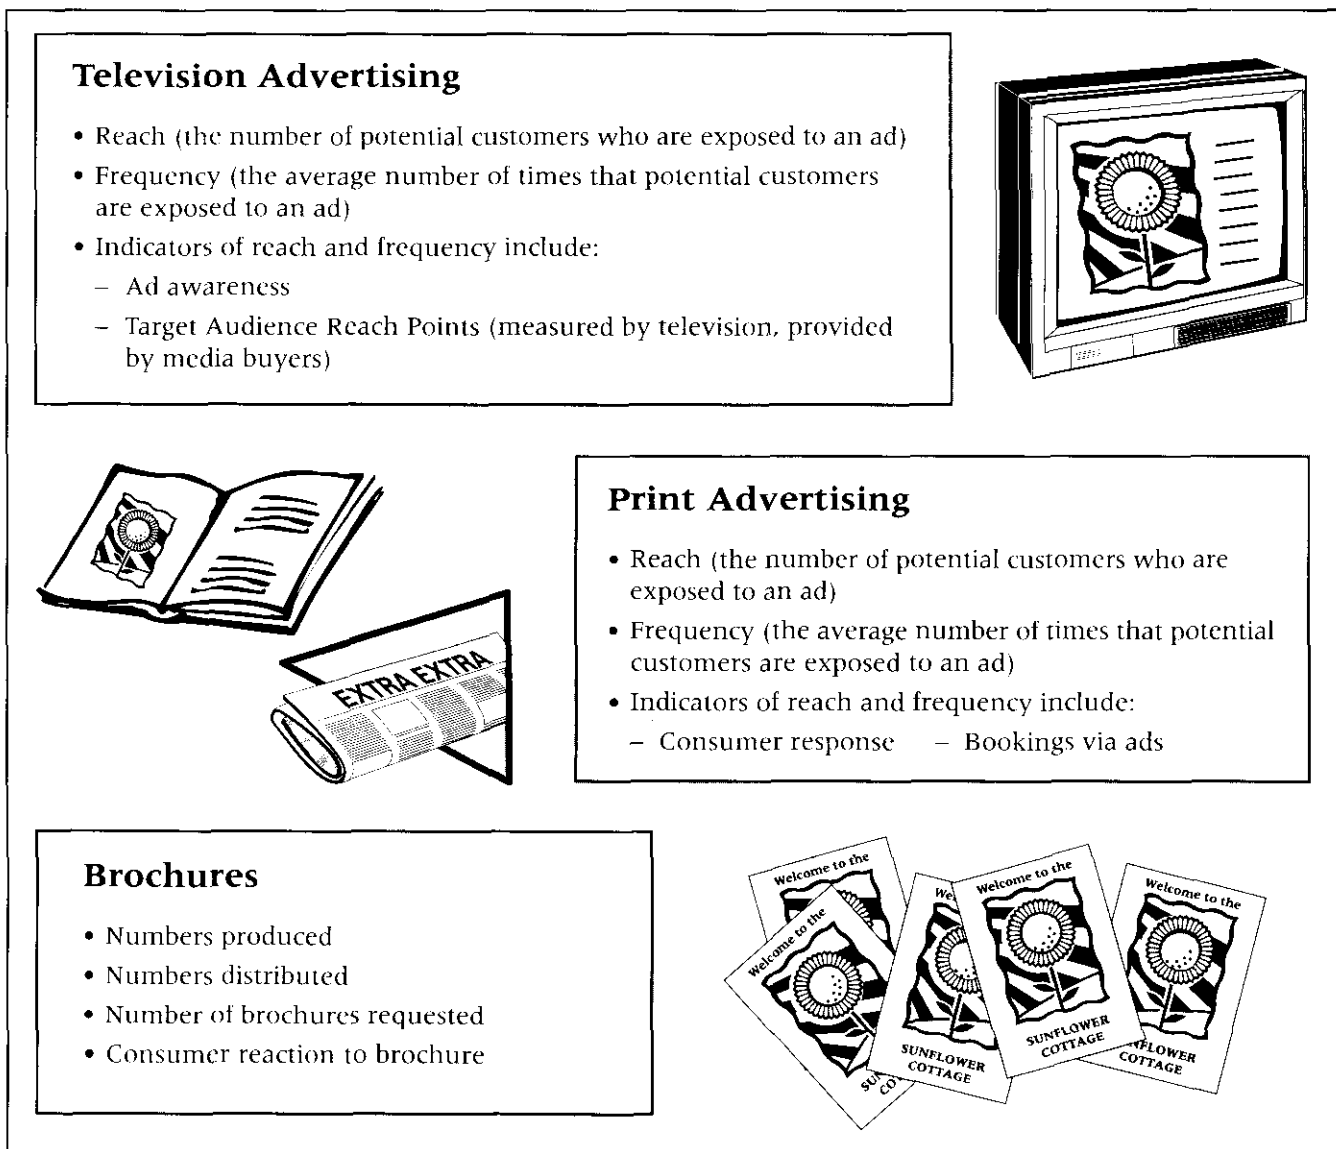 Television Advertising
• Reach (the number of potential customers who are exposed to an ad)
• Frequency (the average number of times that potential customers
are exposed to an ad)
• Indicators of reach and frequency include:
– Ad awareness
– Target Audience Reach Points (measured by television, provided
by media buyers)
EXTRA EXTRA
Print Advertising
• Reach (the number of potential customers who are
exposed to an ad)
• Frequency (the average number of times that potential
customers are exposed to an ad)
• Indicators of reach and frequency include:
– Consumer response – Bookings via ads
Brochures
• Numbers produced
• Numbers distributed
• Number of brochures requested
• Consumer reaction to brochure
Welcome to the
Welcome to the
SUN
CO
We
SUNFLOWER
COTTAGE
Welcome to the
SUNFLOWER
COTTAGE
Welcome to the
NFLOWER
COTTAGE